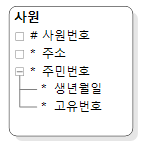 사원
# 사원번호
* 주소
* 주민번호
* 생년월일
* 고유번호